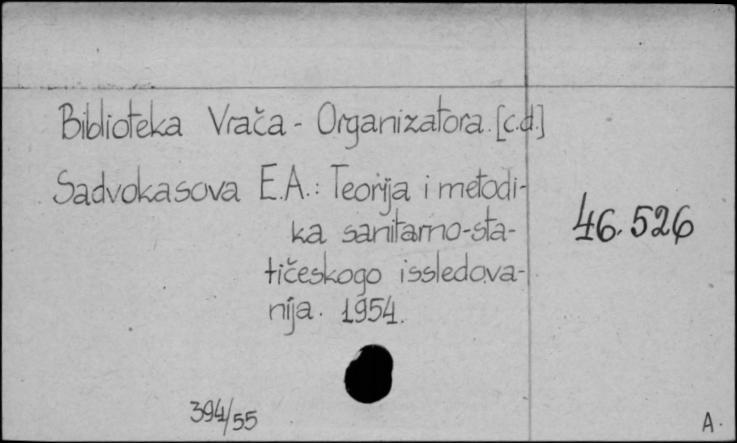 Biblioteka Vrača - Organizatora. [c.d.]
Sadvokasova E.A.: Teorija i metodi-
ka sanitarno-sta-
tičeskogo issledova-
nija. 1954.
46.526
394/55
A.